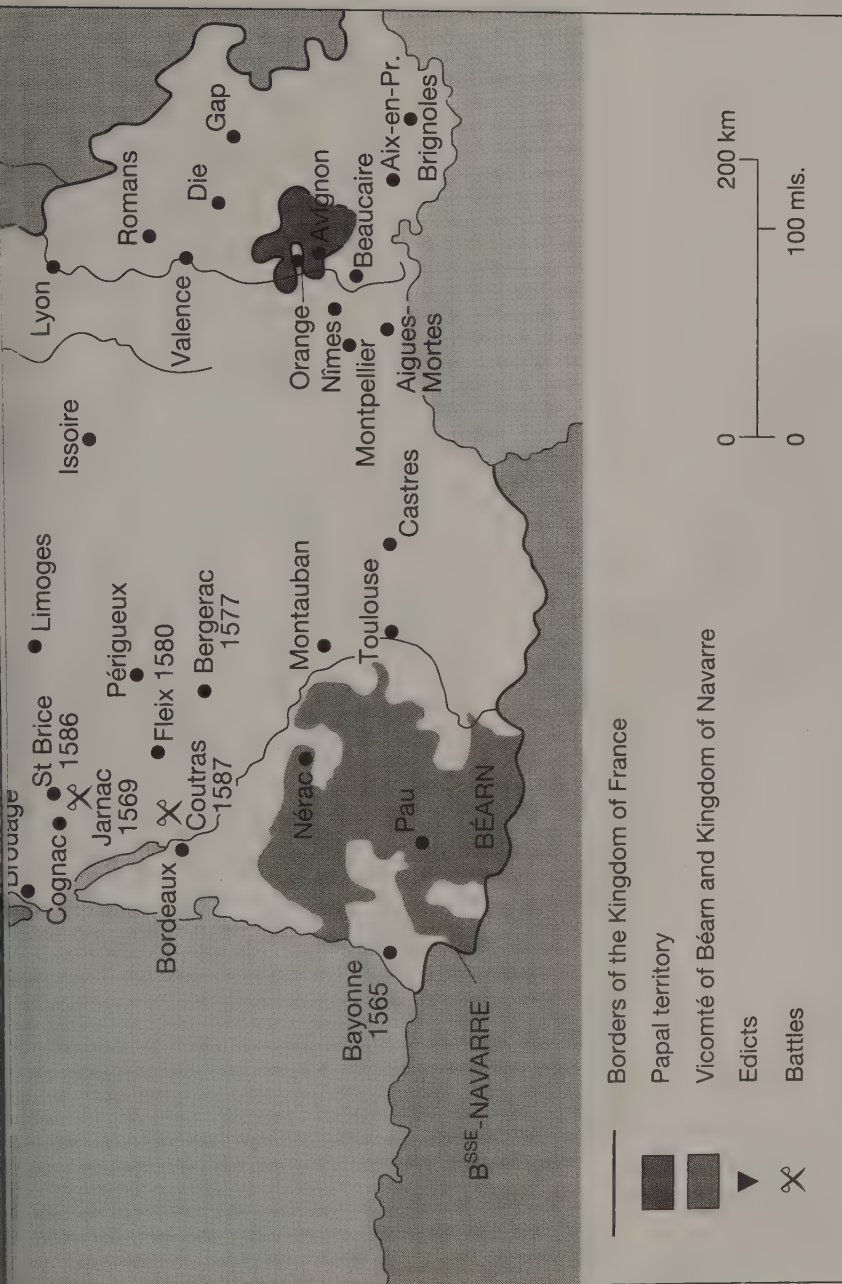 Brouage
Cognac
St Brice
1586
Jarnac
1569
Limoges
Issoire
Lyon
Romans
Périgueux
Fleix 1580
Bergerac
1577
Coutras
1587
Bordeaux
Valence
Die
Gap
Orange
Avignon
Nîmes
Beaucaire
Montpellier
Aigues-
Mortes
Aix-en-Pr.
Brignoles
Montauban
Nérac
Toulouse
Castres
Pau
BÉARN
Bayonne
1565
BSSE-NAVARRE
Borders of the Kingdom of France
Papal territory
Vicomté of Béarn and Kingdom of Navarre
Edicts
Battles
0 200 km
0 100 mls.